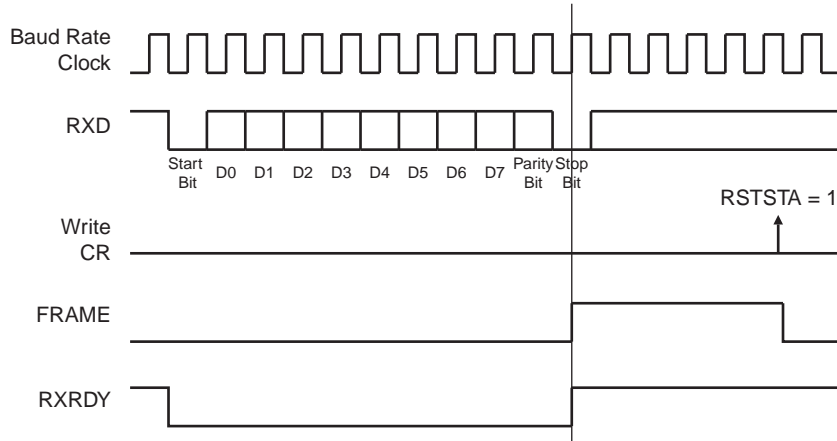 Baud Rate
Clock
RXD
Start
Bit
D0
D1
D2
D3
D4
D5
D6
D7
Parity
Bit
Stop
Bit
RSTSTA = 1
Write
CR
FRAME
RXRDY